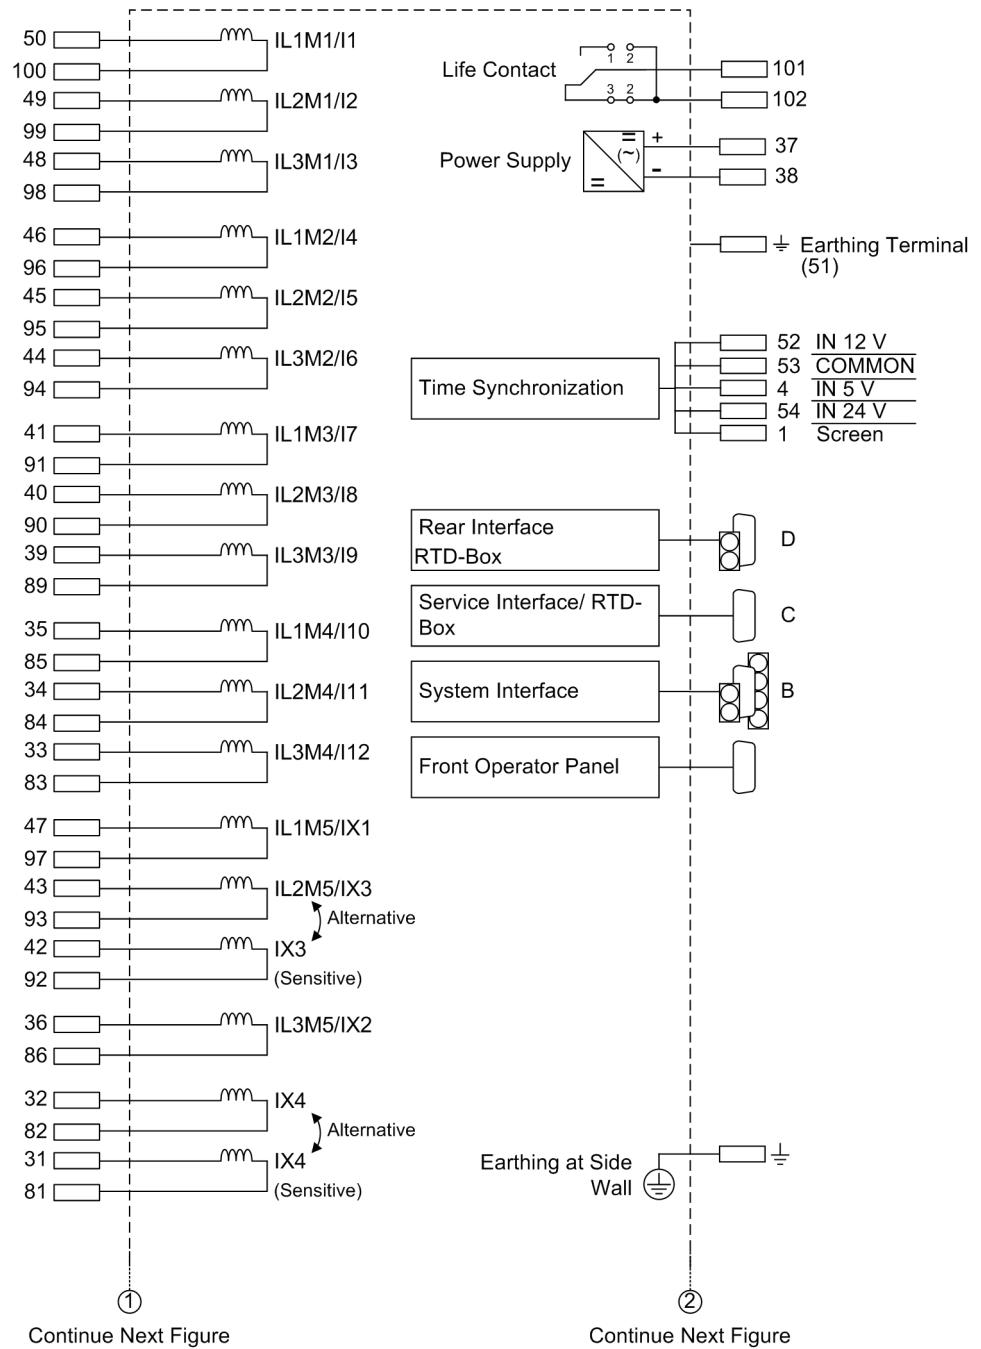 50 IL1M1/I1
100
49 IL2M1/I2
99
48 IL3M1/I3
98
46 IL1M2/I4
96
45 IL2M2/I5
95
44 IL3M2/I6
94
41 IL1M3/I7
91
40 IL2M3/I8
90
39 IL3M3/I9
89
35 IL1M4/I10
85
34 IL2M4/I11
84
33 IL3M4/I12
83
47 IL1M5/IX1
97
43 IL2M5/IX3
93 Alternative
42 IX3
92 (Sensitive)
36 IL3M5/IX2
86
32 IX4
82 Alternative
31 IX4
81 (Sensitive)
1
Continue Next Figure
Life Contact
1 2
3 2
101
102
Power Supply
= + 37
(~)
= - 38
Earthing Terminal
(51)
Time Synchronization
52 IN 12 V
53 COMMON
4 IN 5 V
54 IN 24 V
1 Screen
Rear Interface
RTD-Box
D
Service Interface/ RTD-
Box
C
System Interface
B
Front Operator Panel
Earthing at Side
Wall
2
Continue Next Figure